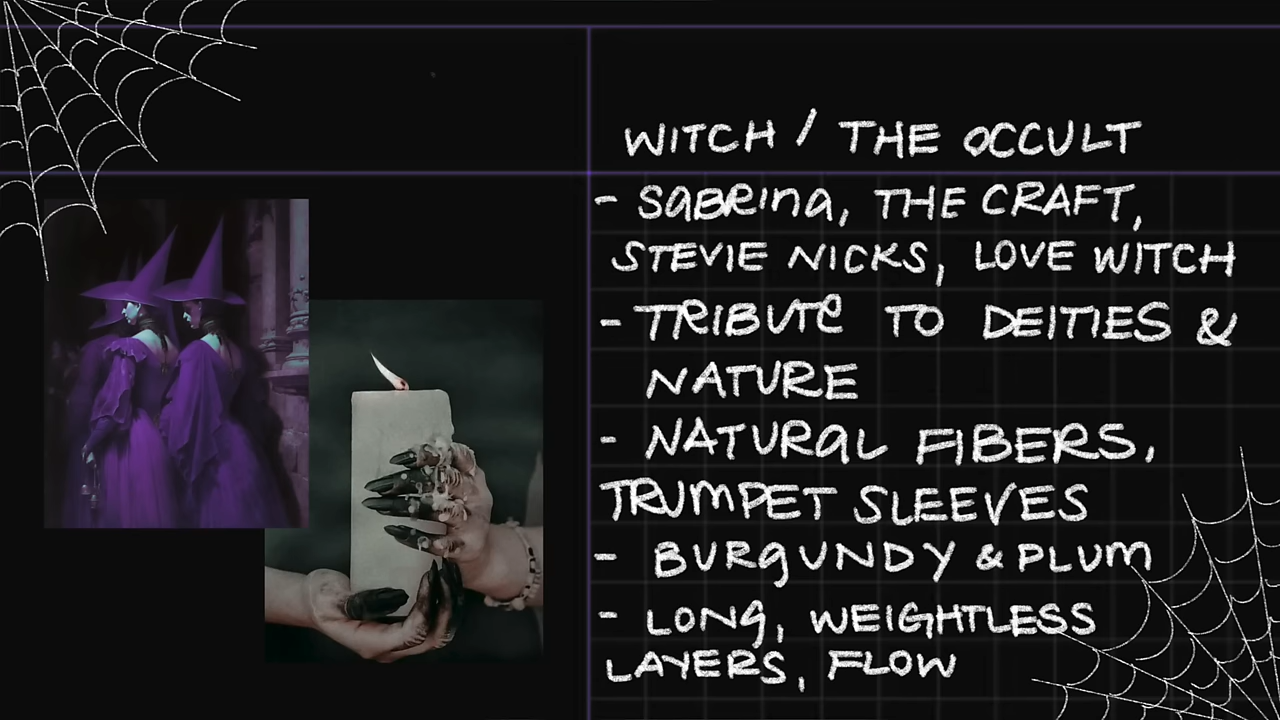 WITCH / THE OCCULT
- SABRINA, THE CRAFT,
STEVIE NICKS, LOVE WITCH
- TRIBUTE TO DEITIES &
NATURE
- NATURAL FIBERS,
TRUMPET SLEEVES
- BURGUNDY & PLUM
- LONG, WEIGHTLESS
LAYERS, FLOW